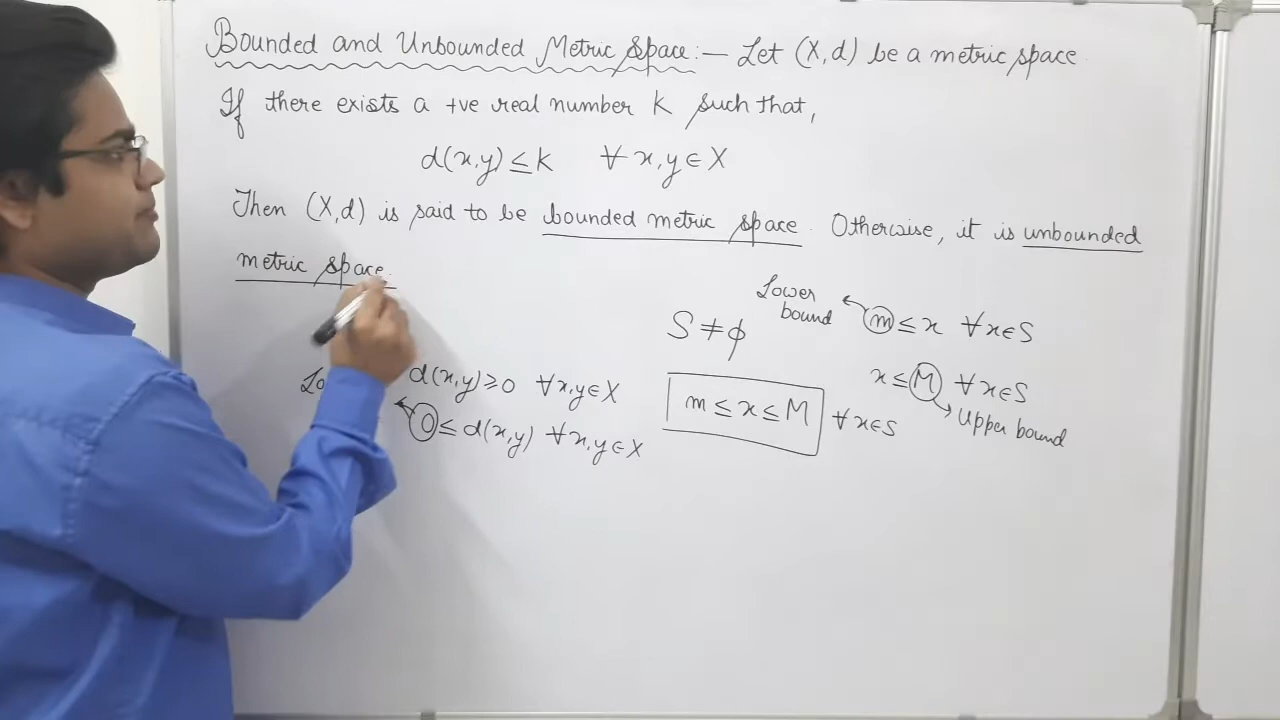 Bounded and Unbounded Metric Space:— Let (X,d) be a metric space
If there exists a +ve real number k such that,
d(x,y) ≤ k ∀ x,y ∈ X
Then (X,d) is said to be bounded metric space. Otherwise, it is unbounded
metric space.
d(x,y) ≥ 0 ∀ x,y ∈ X
0 ≤ d(x,y) ∀ x,y ∈ X
S ≠ ϕ
m ≤ x ≤ M ∀ x ∈ S
Lower
bound
m ≤ x ∀ x ∈ S
x ≤ M ∀ x ∈ S
Upper bound